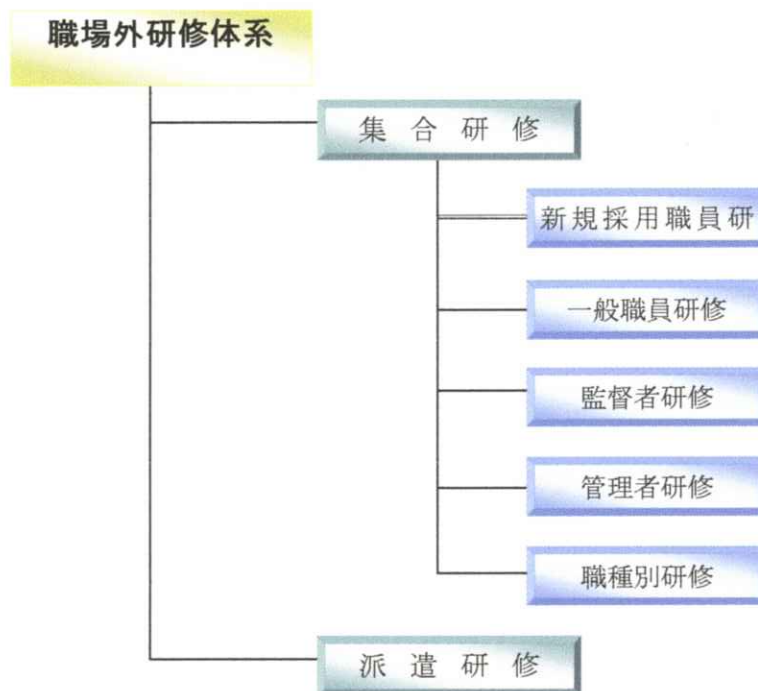 職場外研修体系
集合研修
新規採用職員研
一般職員研修
監督者研修
管理者研修
職種別研修
派遣研修